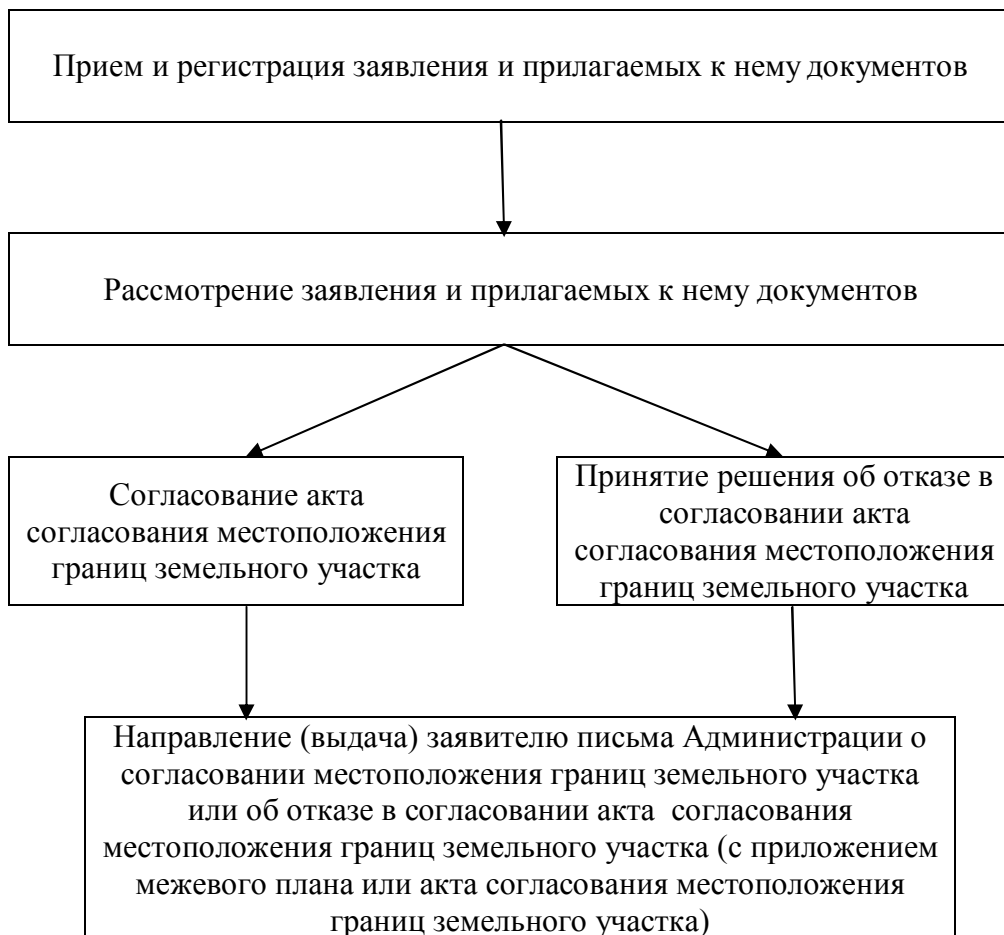 Прием и регистрация заявления и прилагаемых к нему документов
Рассмотрение заявления и прилагаемых к нему документов
Согласование акта
согласования местоположения
границ земельного участка
Принятие решения об отказе в
согласовании акта
согласования местоположения
границ земельного участка
Направление (выдача) заявителю письма Администрации о
согласовании местоположения границ земельного участка
или об отказе в согласовании акта  согласования
местоположения границ земельного участка (с приложением
межевого плана или акта согласования местоположения
границ земельного участка)